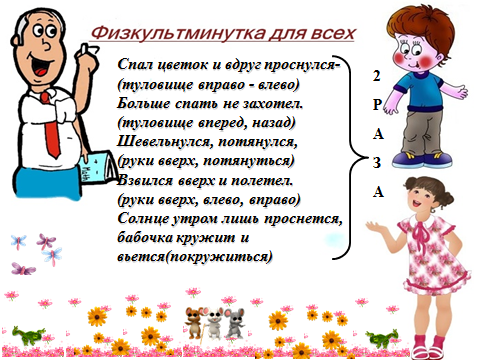 Физкультминутка для всех
Спал цветок и вдруг проснулся-
(туловище вправо - влево)
Больше спать не захотел.
(туловище вперед, назад)
Шевельнулся, потянулся,
(руки вверх, потянуться)
Взвился вверх и полетел.
(руки вверх, влево, вправо)
Солнце утром лишь проснется,
бабочка кружит и
вьется(покружиться)
2
Р
А
З
А